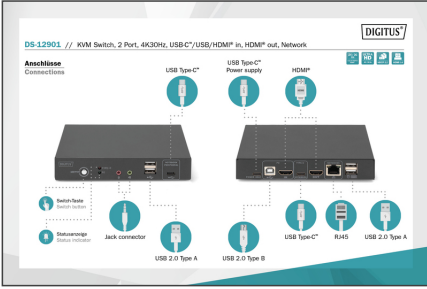 DIGITUS®
DS-12901 // KVM Switch, 2 Port, 4K30Hz, USB-C™/USB/HDMI® in, HDMI® out, Network
Anschlüsse
Connections
USB Type-C™
USB Type-C™
Power supply
HDMI®
Switch-Taste
Switch button
Statusanzeige
Status indicator
Jack connector
USB 2.0 Type A
USB 2.0 Type B
USB Type-C™
RJ45
USB 2.0 Type A